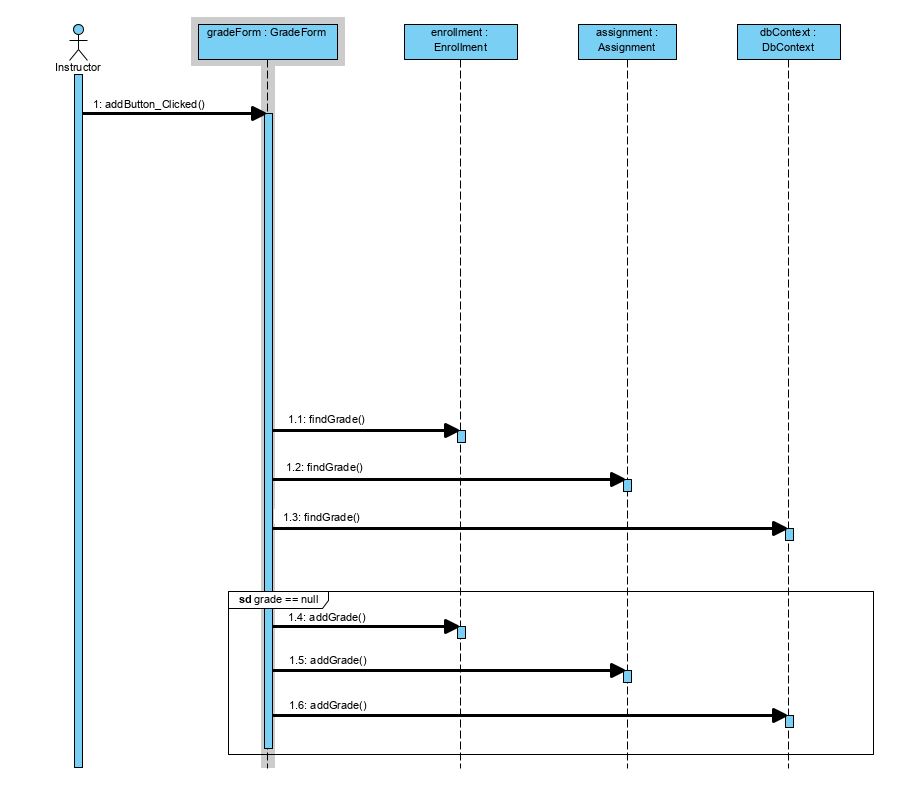 gradeForm : GradeForm
enrollment :
Enrollment
assignment :
Assignment
dbContext :
DbContext
Instructor
1: addButton_Clicked()
1.1: findGrade()
1.2: findGrade()
1.3: findGrade()
sd grade == null
1.4: addGrade()
1.5: addGrade()
1.6: addGrade()